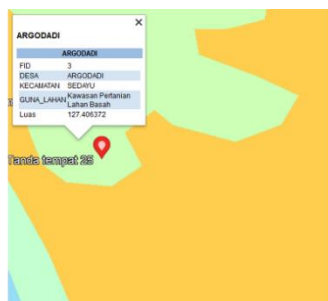 ARGODADI
ARGODADI
FID 3
DESA ARGODADI
KECAMATAN SEDAYU
GUNA_LAHAN Kawasan Pertanian
Lahan Basah
Luas 127.406372
Tanda tempat 25